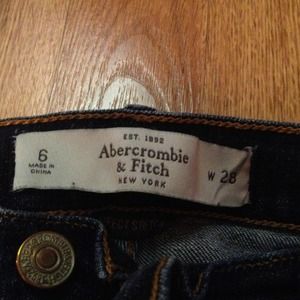 6
MADE IN
CHINA
EST. 1892
Abercrombie
& Fitch
NEW YORK
W 28